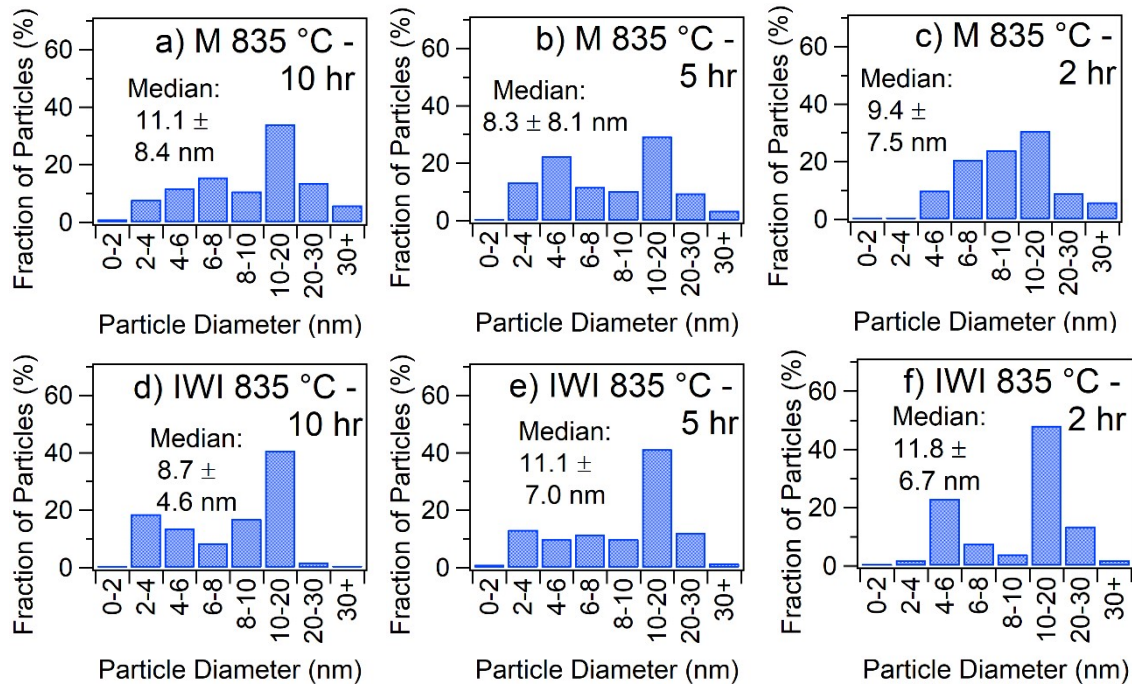 Fraction of Particles (%)
60
40
20
0
a) M 835 °C -
10 hr
Median:
11.1 ±
8.4 nm
0-2
2-4
4-6
6-8
8-10
10-20
20-30
30+
Particle Diameter (nm)
Fraction of Particles (%)
60
40
20
0
b) M 835 °C -
5 hr
Median:
8.3 ± 8.1 nm
0-2
2-4
4-6
6-8
8-10
10-20
20-30
30+
Particle Diameter (nm)
Fraction of Particles (%)
60
40
20
0
c) M 835 °C -
2 hr
Median:
9.4 ±
7.5 nm
0-2
2-4
4-6
6-8
8-10
10-20
20-30
30+
Particle Diameter (nm)
Fraction of Particles (%)
60
40
20
0
d) IWI 835 °C -
10 hr
Median:
8.7 ±
4.6 nm
0-2
2-4
4-6
6-8
8-10
10-20
20-30
30+
Particle Diameter (nm)
Fraction of Particles (%)
60
40
20
0
e) IWI 835 °C -
5 hr
Median:
11.1 ±
7.0 nm
0-2
2-4
4-6
6-8
8-10
10-20
20-30
30+
Particle Diameter (nm)
Fraction of Particles (%)
60
40
20
0
f) IWI 835 °C -
2 hr
Median:
11.8 ±
6.7 nm
0-2
2-4
4-6
6-8
8-10
10-20
20-30
30+
Particle Diameter (nm)